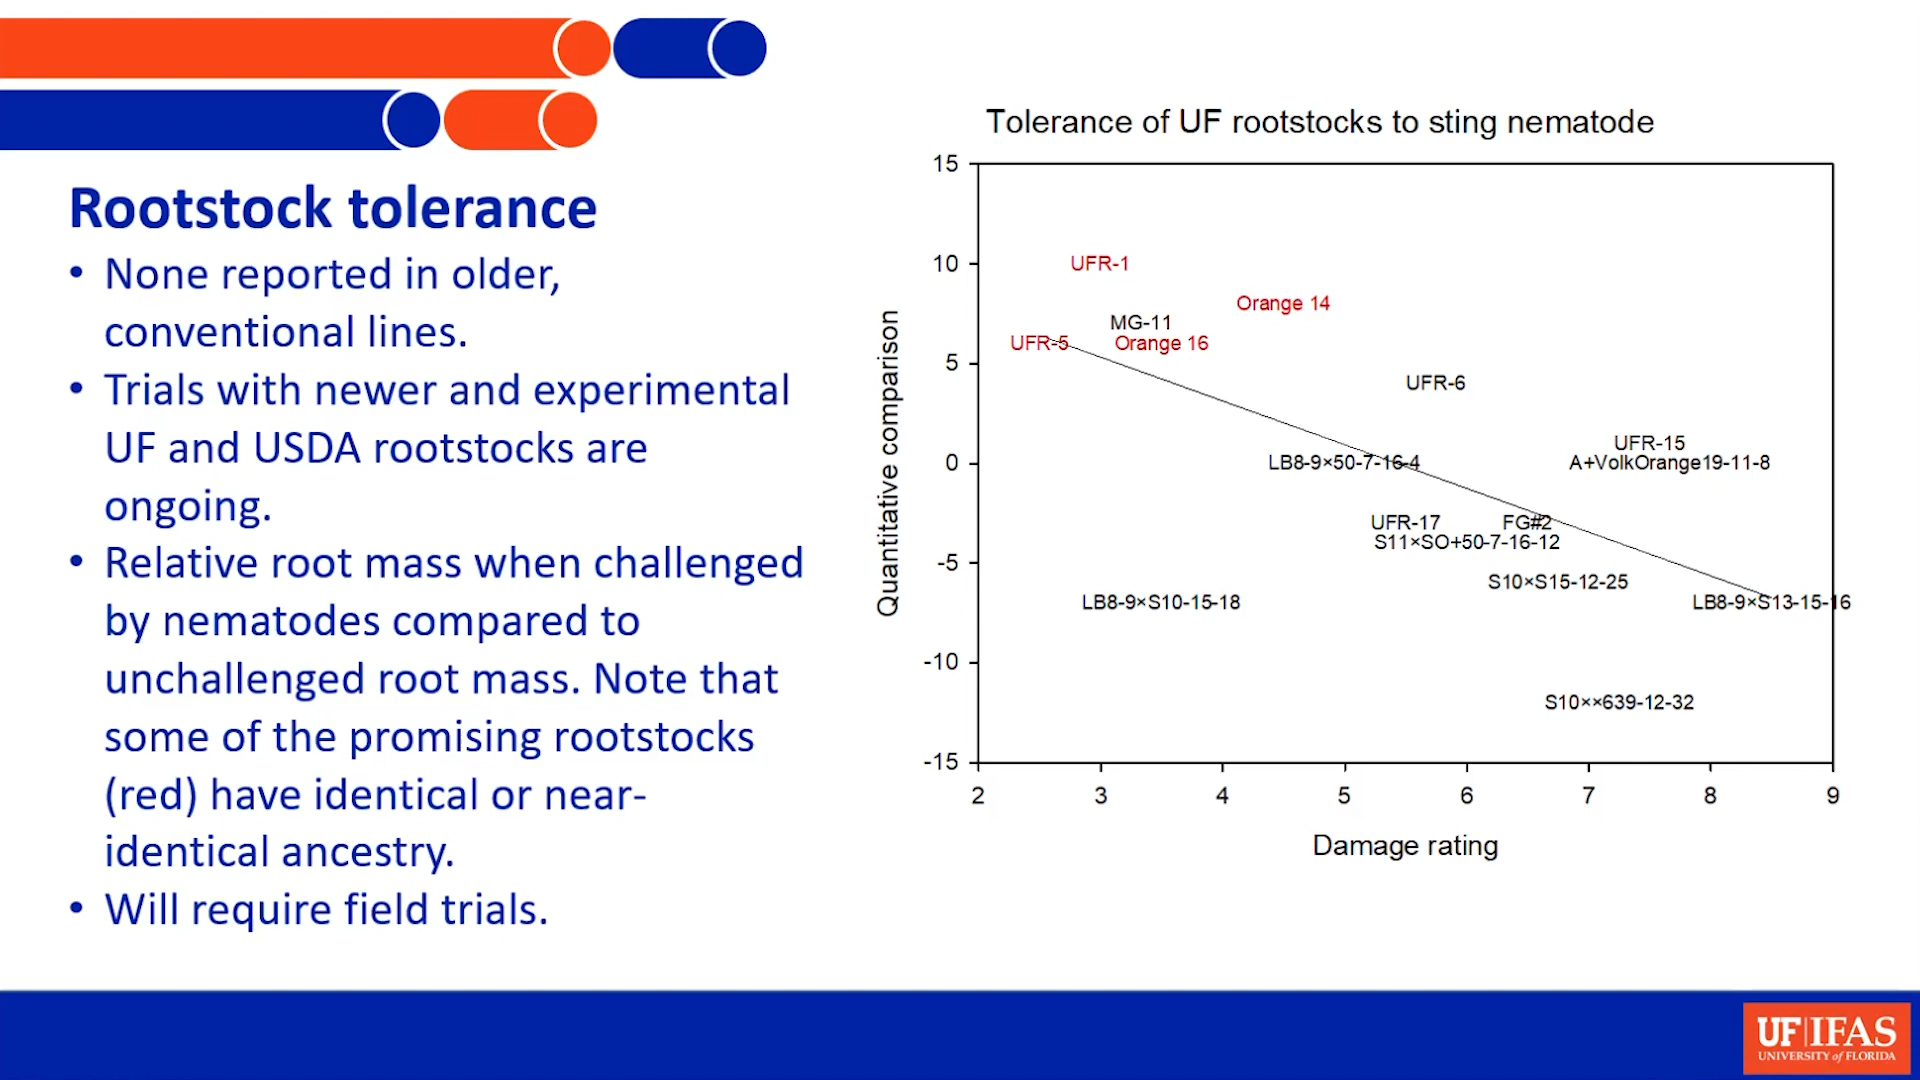 Rootstock tolerance
• None reported in older,
conventional lines.
• Trials with newer and experimental
UF and USDA rootstocks are
ongoing.
• Relative root mass when challenged
by nematodes compared to
unchallenged root mass. Note that
some of the promising rootstocks
(red) have identical or near-
identical ancestry.
• Will require field trials.
Tolerance of UF rootstocks to sting nematode
Quantitative comparison
15
10
5
0
-5
-10
-15
UFR-1
Orange 14
MG-11
UFR-5
Orange 16
UFR-6
UFR-15
LB8-9×50-7-16-4
A+VolkOrange19-11-8
UFR-17
FG#2
S11×SO+50-7-16-12
S10×S15-12-25
LB8-9×S10-15-18
LB8-9×S13-15-16
S10××639-12-32
2 3 4 5 6 7 8 9
Damage rating
UF|IFAS
UNIVERSITY of FLORIDA